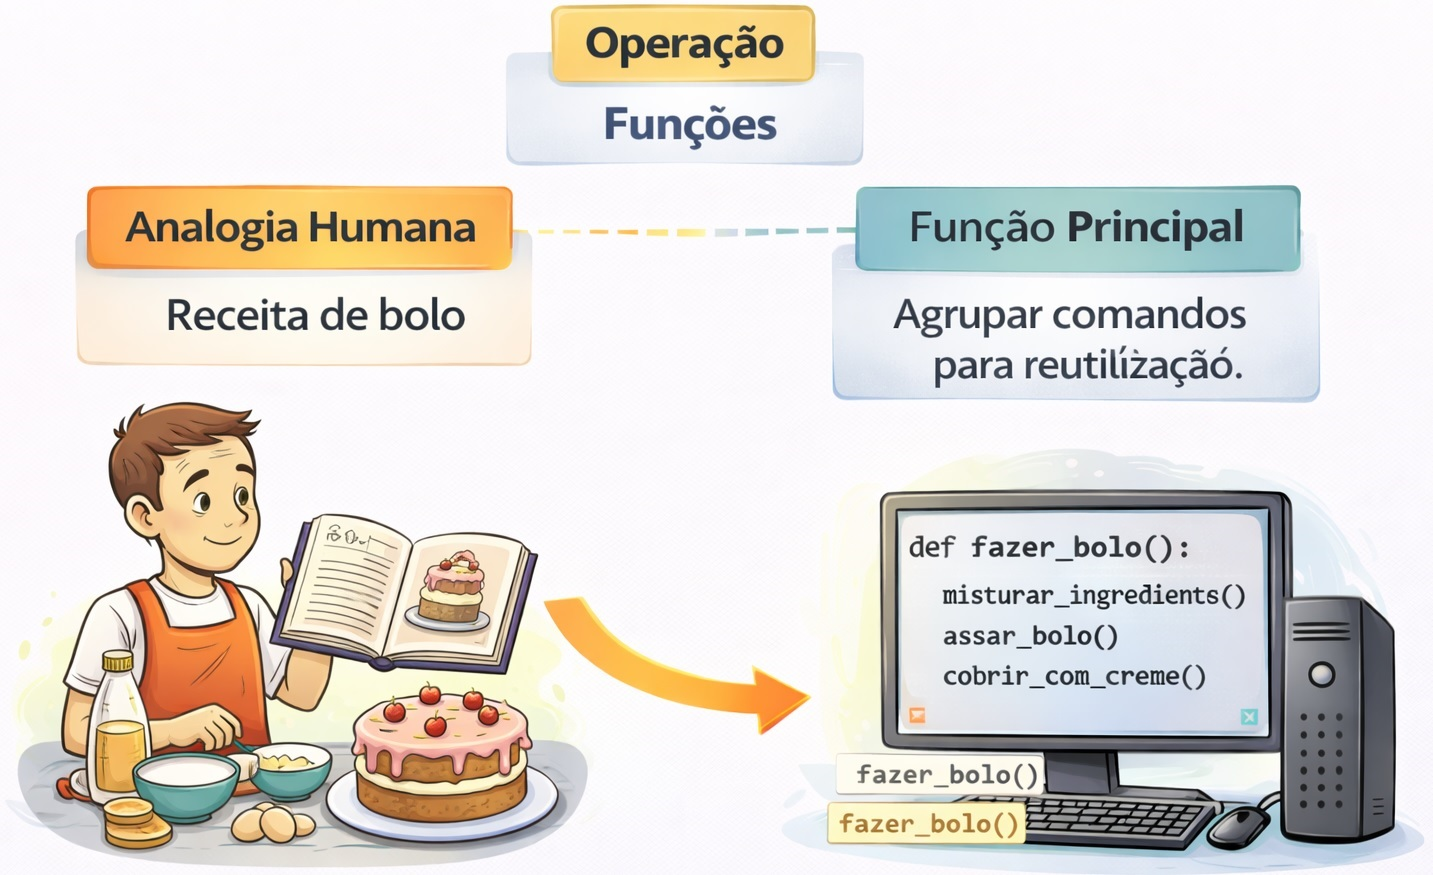 Operação
Funções
Analogia Humana
Receita de bolo
Função Principal
Agrupar comandos
para reutilížaçãó.
def fazer_bolo():
misturar_ingredients()
assar_bolo()
cobrir_com_creme()
fazer_bolo()
fazer_bolo()